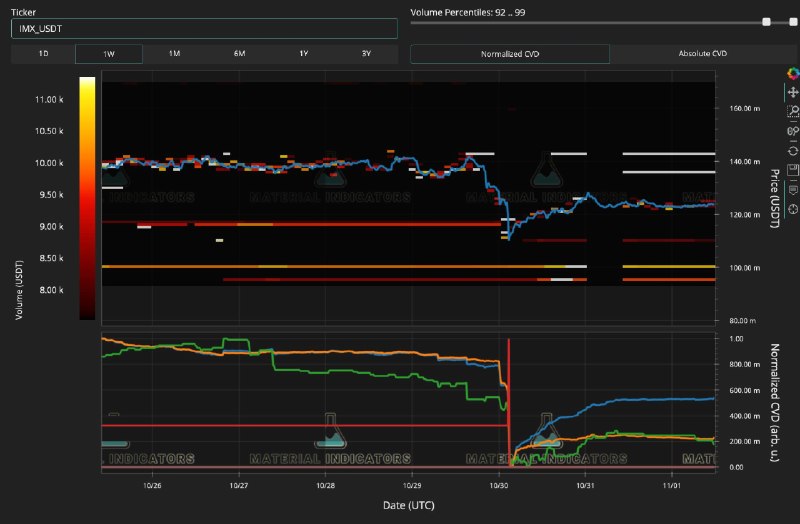 Ticker
IMX_USDT
Volume Percentiles: 92 .. 99
1D
1W
1M
6M
1Y
3Y
Normalized CVD
Absolute CVD
11.00 k
10.50 k
10.00 k
9.50 k
9.00 k
8.50 k
8.00 k
Volume (USDT)
160.00 m
140.00 m
120.00 m
100.00 m
80.00 m
Price (USDT)
INDICATORS
MATERIAL INDICATORS
MATERIAL INDICATORS
MAT
1.00
800.00 m
600.00 m
400.00 m
200.00 m
0.00
Normalized CVD (arb. u.)
INDICATORS
MATERIAL INDICATORS
MATERIAL INDICATORS
MAT
10/26
10/27
10/28
10/29
10/30
10/31
11/01
Date (UTC)